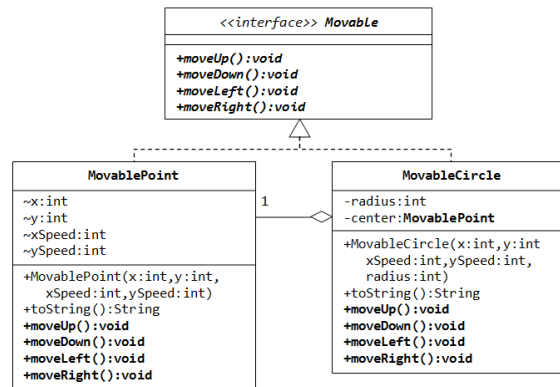 <<interface>> Movable
+moveUp():void
+moveDown():void
+moveLeft():void
+moveRight():void
MovablePoint
~x:int
~y:int
~xSpeed:int
~ySpeed:int
+MovablePoint(x:int,y:int,
xSpeed:int,ySpeed:int)
+toString():String
+moveUp():void
+moveDown():void
+moveLeft():void
+moveRight():void
1
MovableCircle
-radius:int
-center:MovablePoint
+MovableCircle(x:int,y:int
xSpeed:int,ySpeed:int,
radius:int)
+toString():String
+moveUp():void
+moveDown():void
+moveLeft():void
+moveRight():void